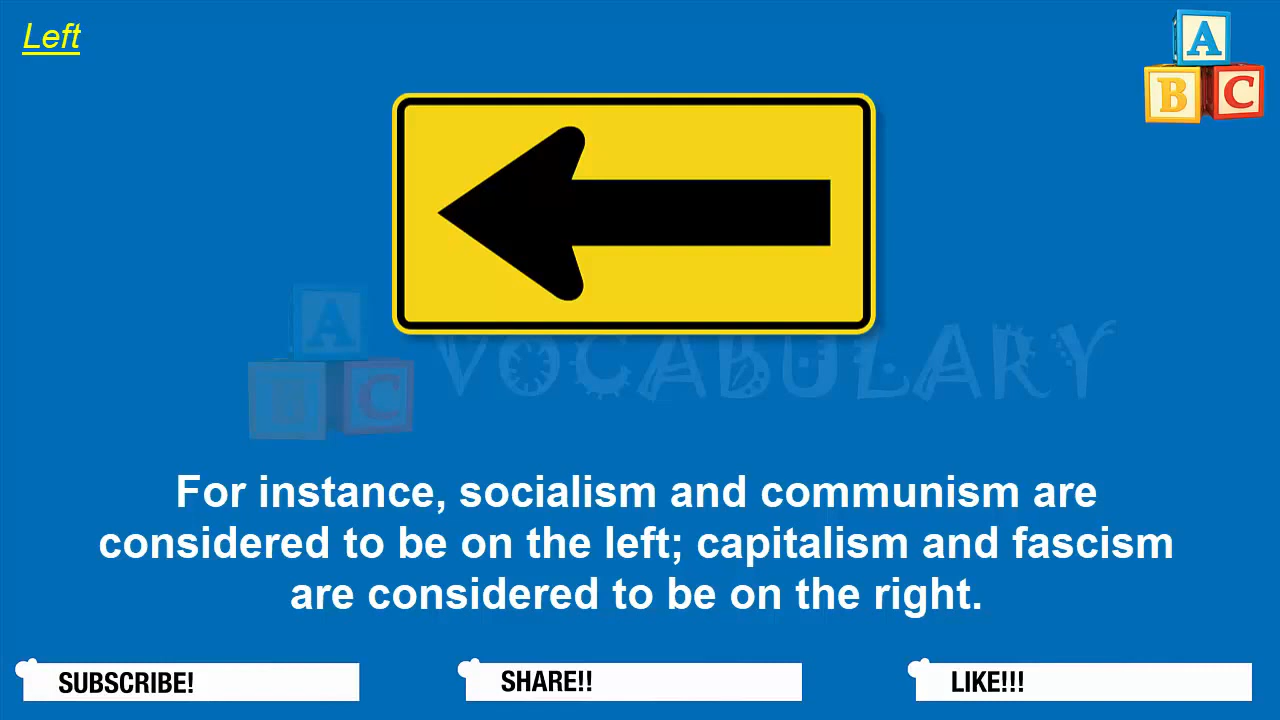 Left
A
B C
A
B C VOCABULARY
For instance, socialism and communism are
considered to be on the left; capitalism and fascism
are considered to be on the right.
SUBSCRIBE!
SHARE!!
LIKE!!!